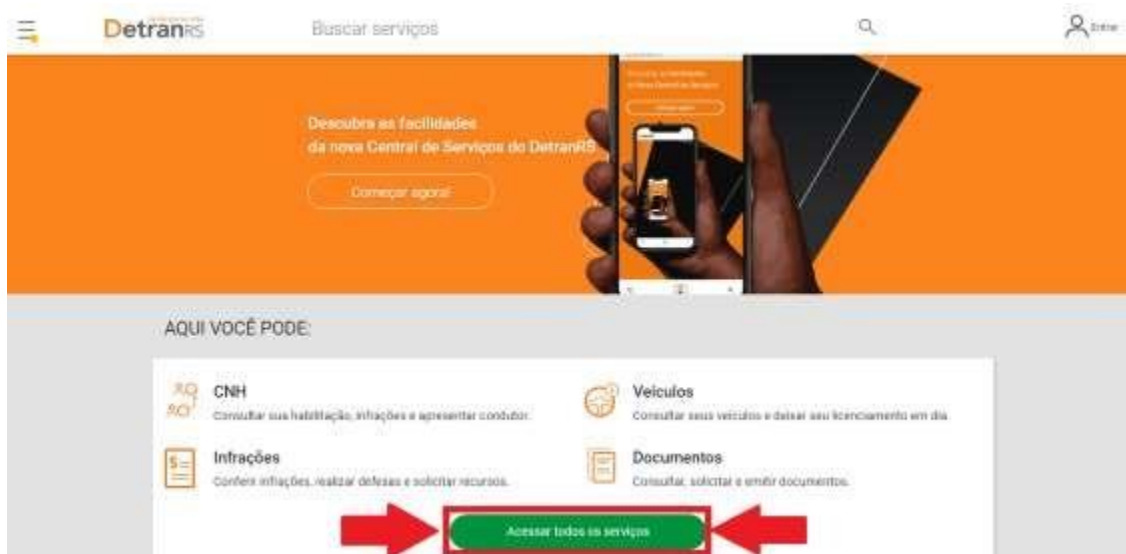 DetranRS
Buscar serviços
Entrar
Descubra as facilidades
da nova Central de Serviços do DetranRS
Começar agora!
AQUI VOCÊ PODE:
CNH
Consultar sua habilitação, infrações e apresentar condutor.
Veículos
Consultar seus veículos e deixar seu licenciamento em dia.
Infrações
Conferir infrações, realizar defesas e solicitar recursos.
Documentos
Consultar, solicitar e emitir documentos.
Acessar todos os serviços